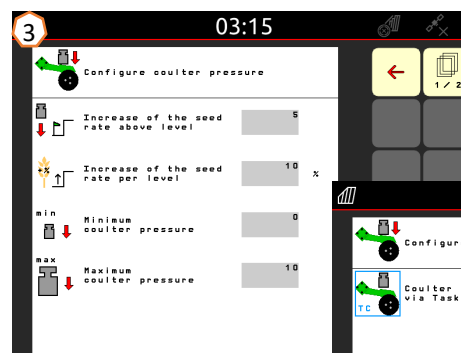 3
03:15
Configure coulter pressure
1 / 2
Increase of the seed
rate above level
5
+%
Increase of the seed
rate per level
10
%
min
Minimum
coulter pressure
0
max
Maximum
coulter pressure
10
Configur
Coulter
via Task
TC